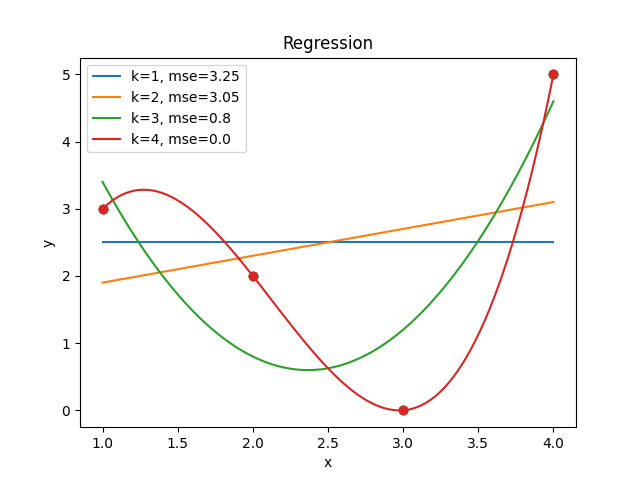 Regression
k=1, mse=3.25
k=2, mse=3.05
k=3, mse=0.8
k=4, mse=0.0
5
4
3
2
1
0
y
1.0 1.5 2.0 2.5 3.0 3.5 4.0
x